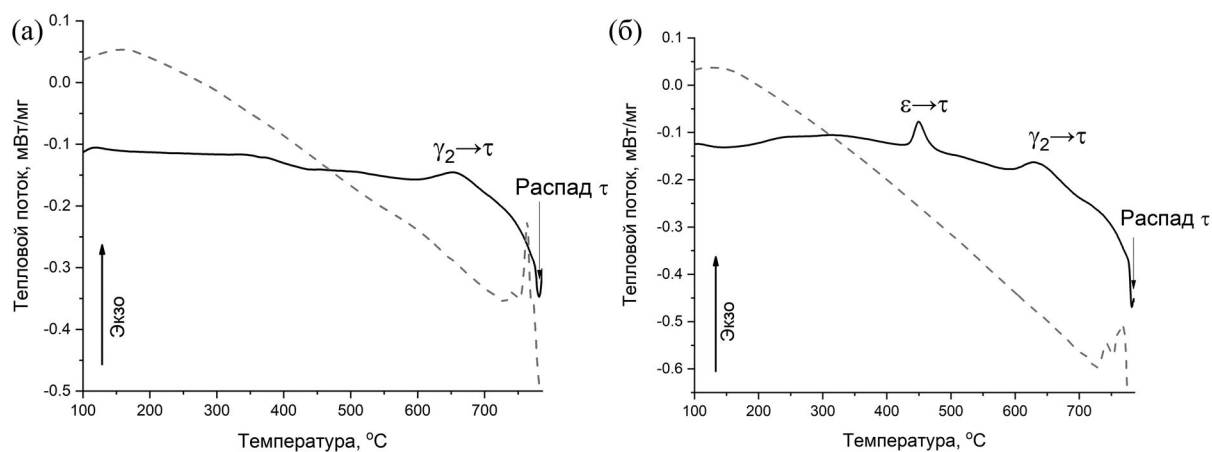 (а)
0.1
0.0
-0.1
-0.2
-0.3
-0.4
-0.5
Тепловой поток, мВт/мг
Экзо
γ₂→τ
Распад τ
100 200 300 400 500 600 700
Температура, °C
(б)
0.1
0.0
-0.1
-0.2
-0.3
-0.4
-0.5
-0.6
Тепловой поток, мВт/мг
Экзо
ε→τ
γ₂→τ
Распад τ
100 200 300 400 500 600 700
Температура, °C